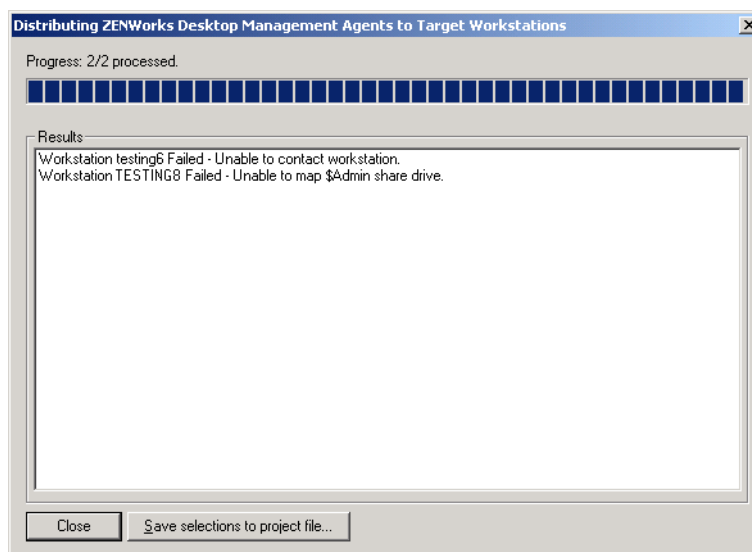 Distributing ZENWorks Desktop Management Agents to Target Workstations
Progress: 2/2 processed.
Results
Workstation testing6 Failed - Unable to contact workstation.
Workstation TESTING8 Failed - Unable to map $Admin share drive.
Close
Save selections to project file...